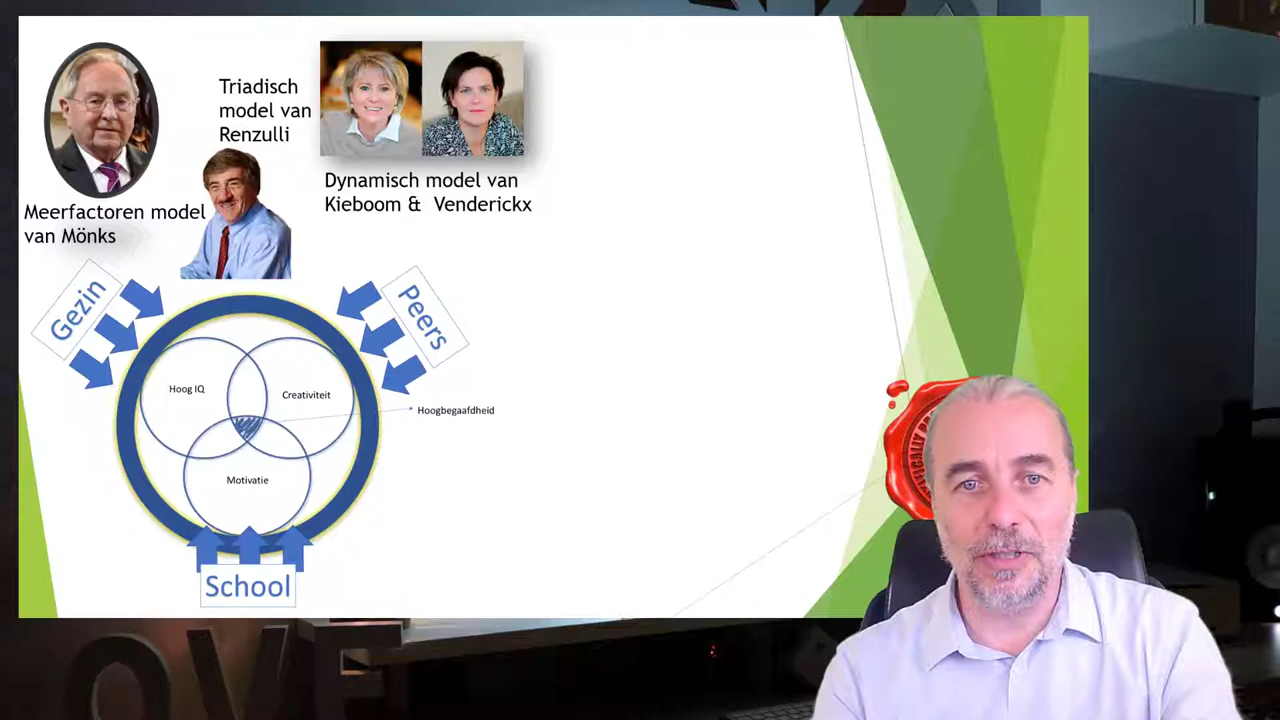 Triadisch
model van
Renzulli
Meerfactoren model
van Mönks
Dynamisch model van
Kieboom & Venderickx
Gezin
Peers
Hoog IQ
Creativiteit
Hoogbegaafdheid
Motivatie
School